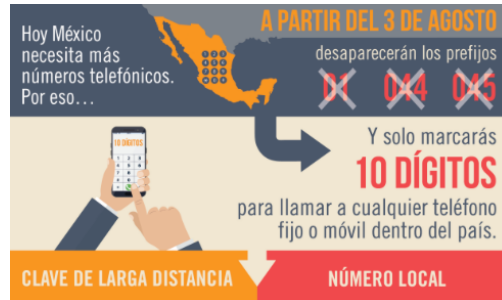 Hoy México
necesita más
números telefónicos.
Por eso...
A PARTIR DEL 3 DE AGOSTO
desaparecerán los prefijos
01 044 045
10 DÍGITOS
Y solo marcarás
10 DÍGITOS
para llamar a cualquier teléfono
fijo o móvil dentro del país.
CLAVE DE LARGA DISTANCIA
NÚMERO LOCAL